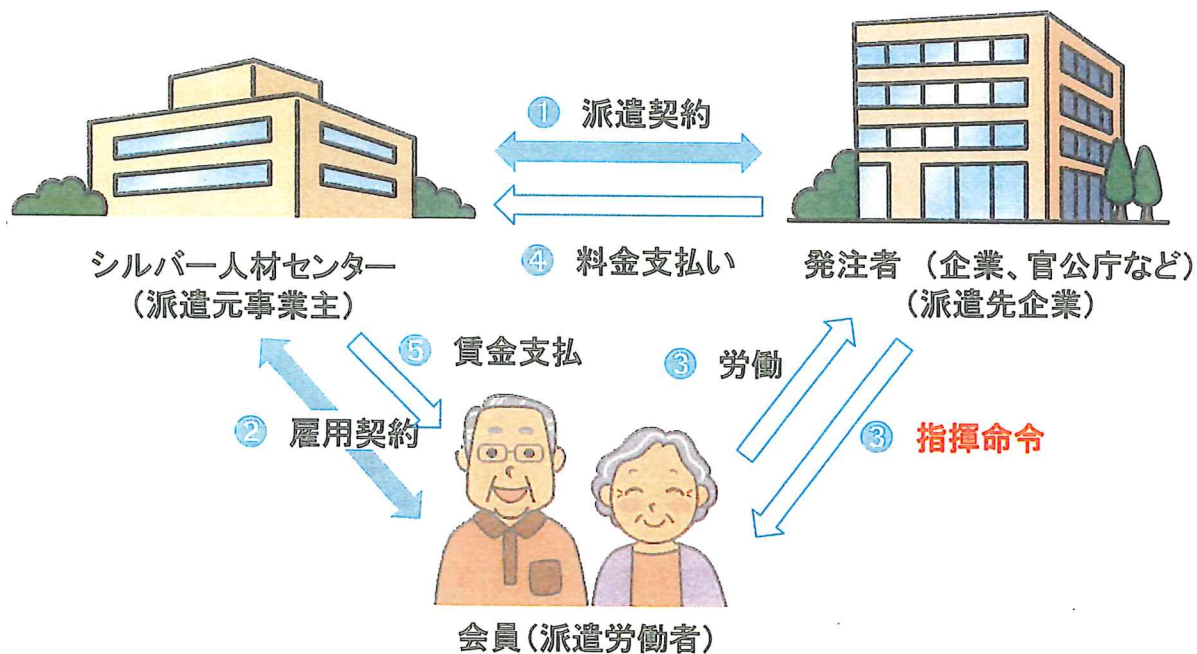 ① 派遣契約
④ 料金支払い
シルバー人材センター
(派遣元事業主)
発注者 (企業、官公庁など)
(派遣先企業)
⑤ 賃金支払
③ 労働
② 雇用契約
③ 指揮命令
会員(派遣労働者)